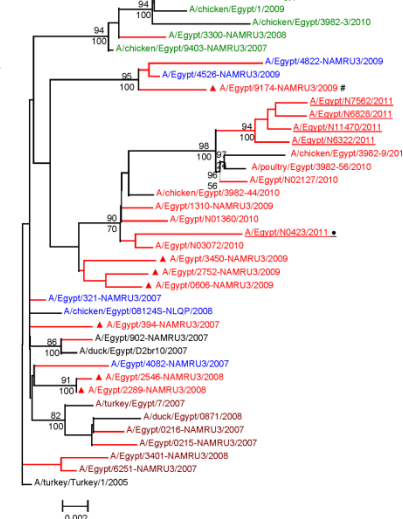 94
100
94
100
A/chicken/Egypt/1/2009
A/chicken/Egypt/3982-3/2010
A/Egypt/3300-NAMRU3/2008
A/chicken/Egypt/9403-NAMRU3/2007
95
100
A/Egypt/4822-NAMRU3/2009
A/Egypt/4526-NAMRU3/2009
A/Egypt/9174-NAMRU3/2009 #
94
100
A/Egypt/N7562/2011
A/Egypt/N6828/2011
A/Egypt/N11470/2011
A/Egypt/N6322/2011
98
100
97
A/chicken/Egypt/3982-9/201
A/poultry/Egypt/3982-56/2010
96
56
A/Egypt/N02127/2010
A/chicken/Egypt/3982-44/2010
90
70
A/Egypt/1310-NAMRU3/2009
A/Egypt/N01360/2010
A/Egypt/N0423/2011 ●
A/Egypt/N03072/2010
A/Egypt/3450-NAMRU3/2009
A/Egypt/2752-NAMRU3/2009
A/Egypt/0606-NAMRU3/2009
A/Egypt/321-NAMRU3/2007
A/chicken/Egypt/08124S-NLQP/2008
A/Egypt/394-NAMRU3/2007
86
100
A/Egypt/902-NAMRU3/2007
A/duck/Egypt/D2br10/2007
A/Egypt/4082-NAMRU3/2007
91
100
A/Egypt/2546-NAMRU3/2008
A/Egypt/2289-NAMRU3/2008
82
100
A/turkey/Egypt/7/2007
A/duck/Egypt/0871/2008
A/Egypt/0216-NAMRU3/2007
A/Egypt/0215-NAMRU3/2007
A/Egypt/3401-NAMRU3/2008
A/Egypt/6251-NAMRU3/2007
A/turkey/Turkey/1/2005
0.002